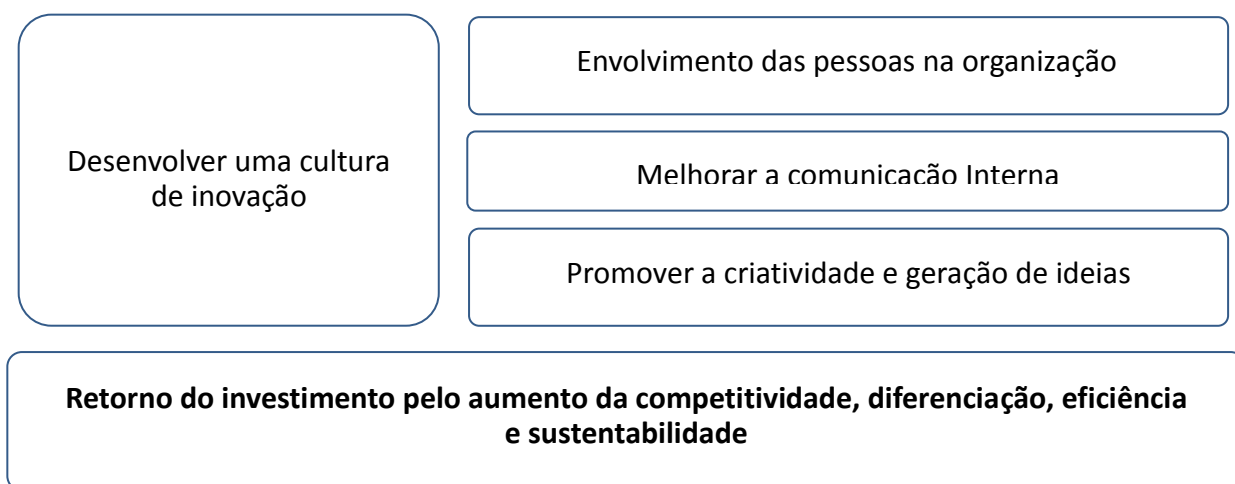 Desenvolver uma cultura
de inovação
Envolvimento das pessoas na organização
Melhorar a comunicação Interna
Promover a criatividade e geração de ideias
Retorno do investimento pelo aumento da competitividade, diferenciação, eficiência
e sustentabilidade